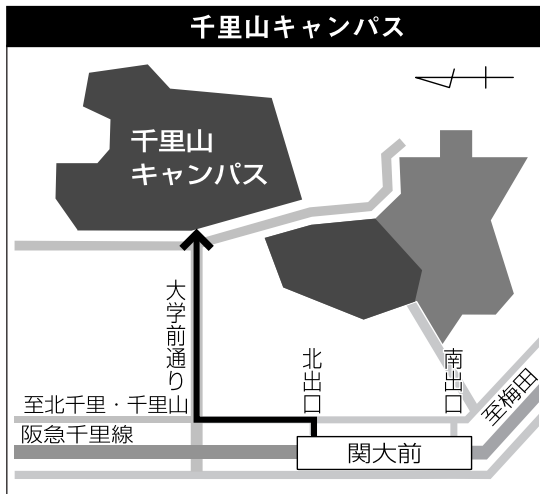 千里山キャンパス
千里山
キャンパス
大学前通り
北出口
南出口
至北千里・千里山
至梅田
阪急千里線
関大前